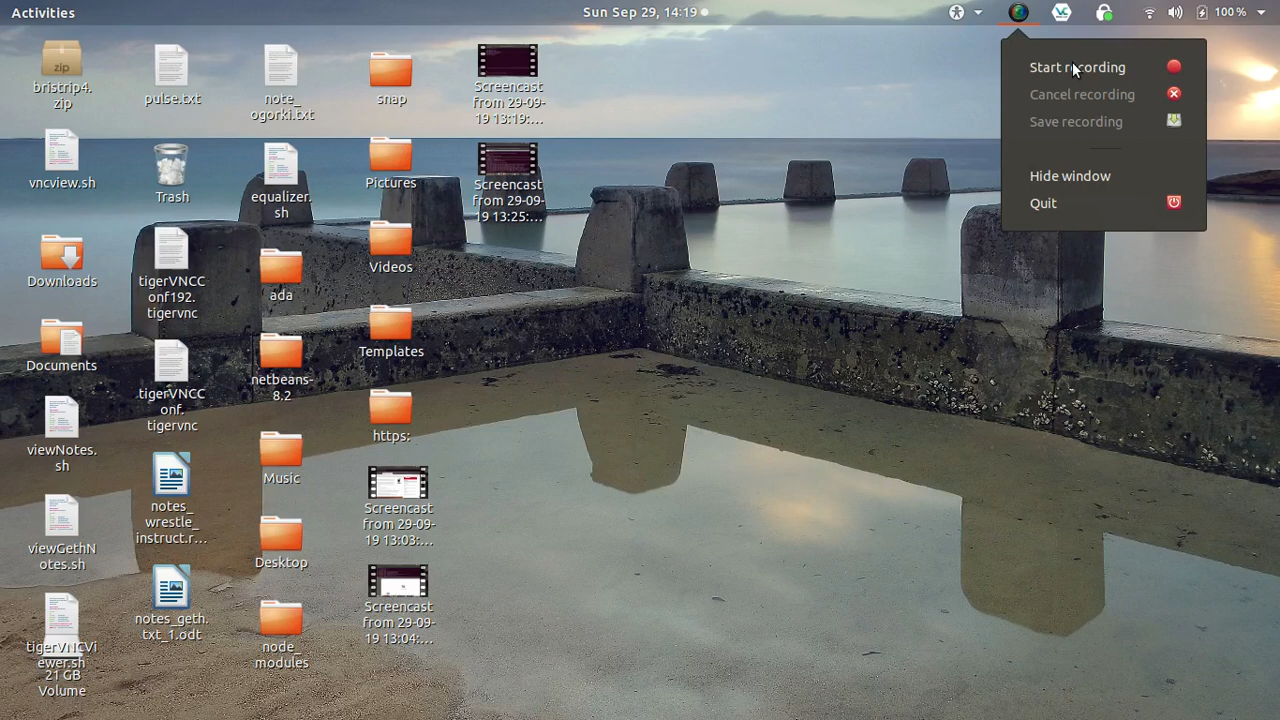 Activities
Sun Sep 29, 14:19
100 %
Start recording
Cancel recording
Save recording
Hide window
Quit
zip
bristrip4.
zip
vncview.sh
Downloads
Documents
viewNotes.
sh
viewGethN
otes.sh
tigerVNCVi
ewer.sh
21 GB
Volume
pulse.txt
Trash
tigerVNCC
onf192.
tigervnc
tigerVNCC
onf.
tigervnc
notes_
wrestle_
instruct.r...
notes_geth.
txt_1.odt
note_
ogorki.txt
equalizer.
sh
ada
netbeans-
8.2
Music
Desktop
node_
modules
snap
Pictures
Videos
Templates
https:
Screencast
from 29-09-
19 13:03:...
Screencast
from 29-09-
19 13:04:...
Screencast
from 29-09-
19 13:19:...
Screencast
from 29-09-
19 13:25:...